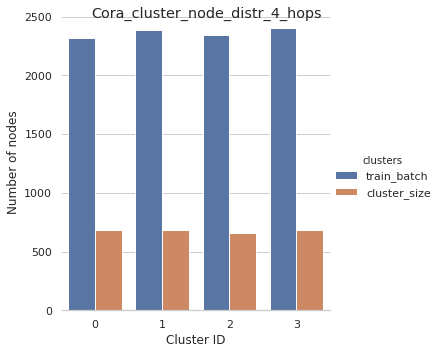 Cora_cluster_node_distr_4_hops
Number of nodes
2500
2000
1500
1000
500
0
0 1 2 3
Cluster ID
clusters
train_batch
cluster_size